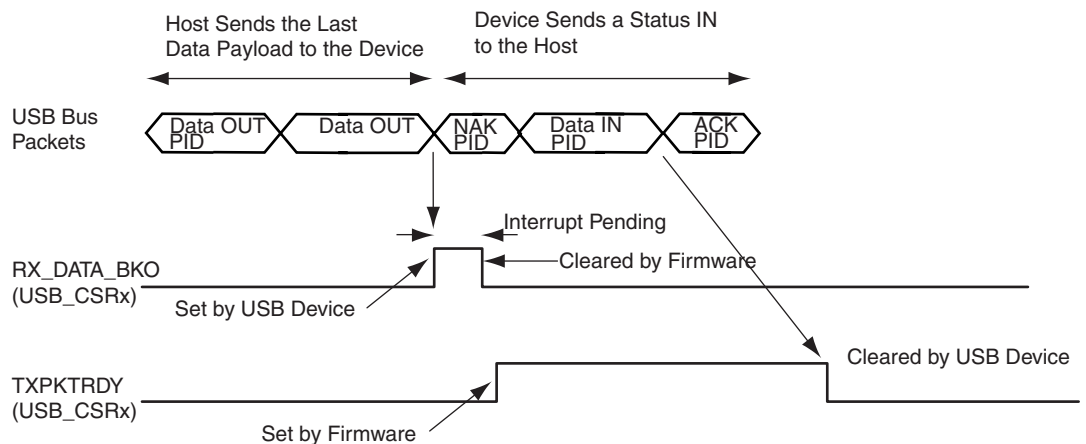 Host Sends the Last
Data Payload to the Device
Device Sends a Status IN
to the Host
USB Bus
Packets
Data OUT
PID
Data OUT
NAK
PID
Data IN
PID
ACK
PID
Interrupt Pending
RX_DATA_BKO
(USB_CSRx)
Cleared by Firmware
Set by USB Device
Cleared by USB Device
TXPKTRDY
(USB_CSRx)
Set by Firmware